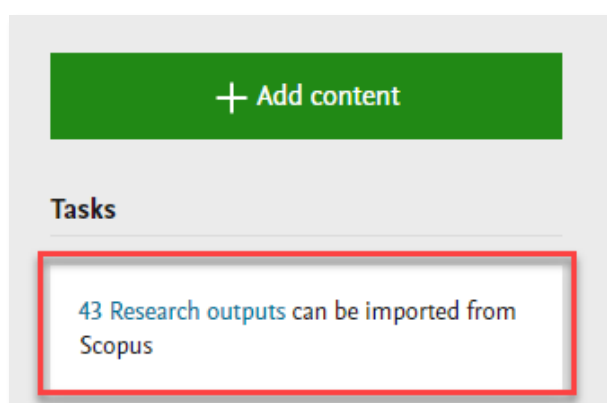 + Add content
Tasks
43 Research outputs can be imported from
Scopus